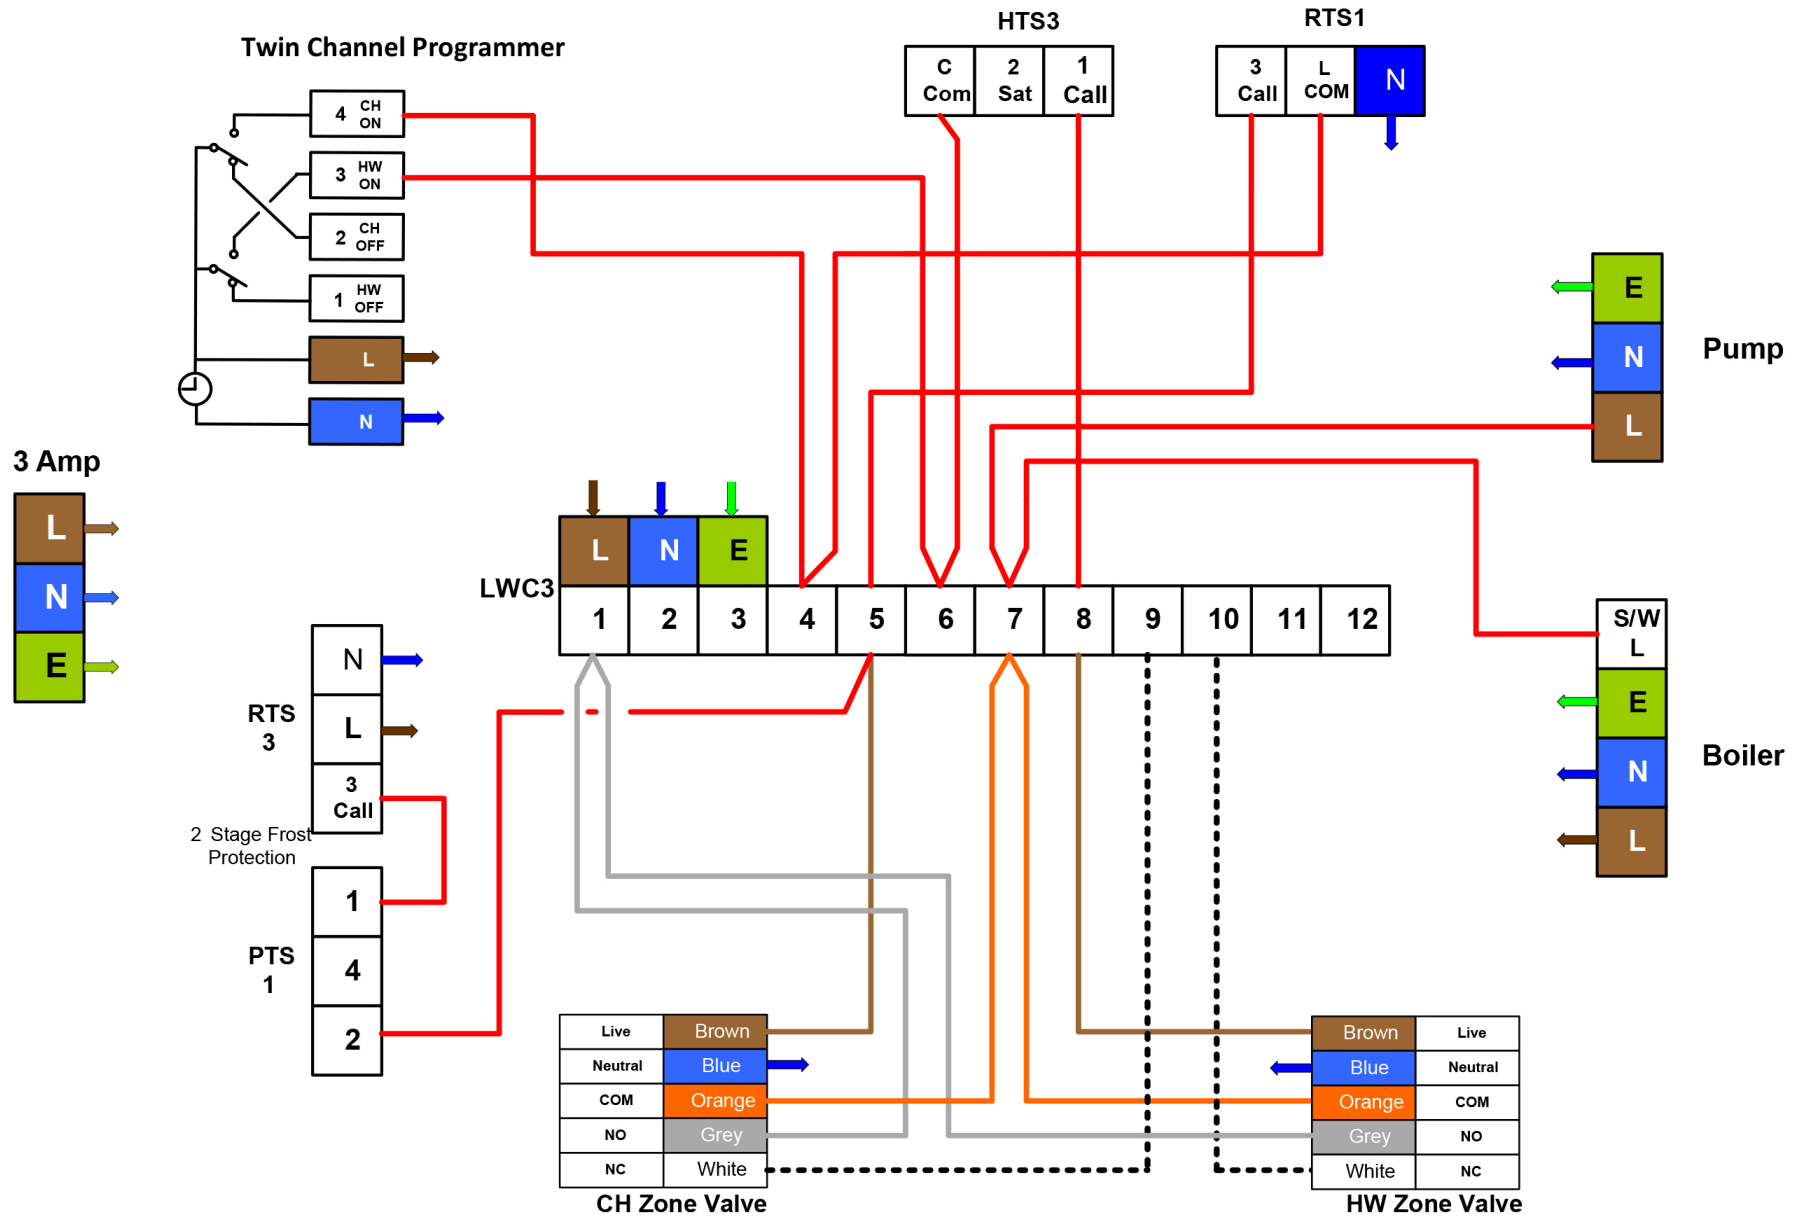 HTS3
RTS1
Twin Channel Programmer
C
Com
2
Sat
1
Call
3
Call
L
COM
N
4 CH
ON
3 HW
ON
2 CH
OFF
1 HW
OFF
L
N
E
N
L
Pump
3 Amp
L
N
E
L N E
LWC3
1 2 3 4 5 6 7 8 9 10 11 12
S/W
L
E
N
L
Boiler
RTS
3
N
L
3
Call
2 Stage Frost
Protection
PTS
1
1
4
2
Live Brown
Neutral Blue
COM Orange
NO Grey
NC White
CH Zone Valve
Brown Live
Blue Neutral
Orange COM
Grey NO
White NC
HW Zone Valve